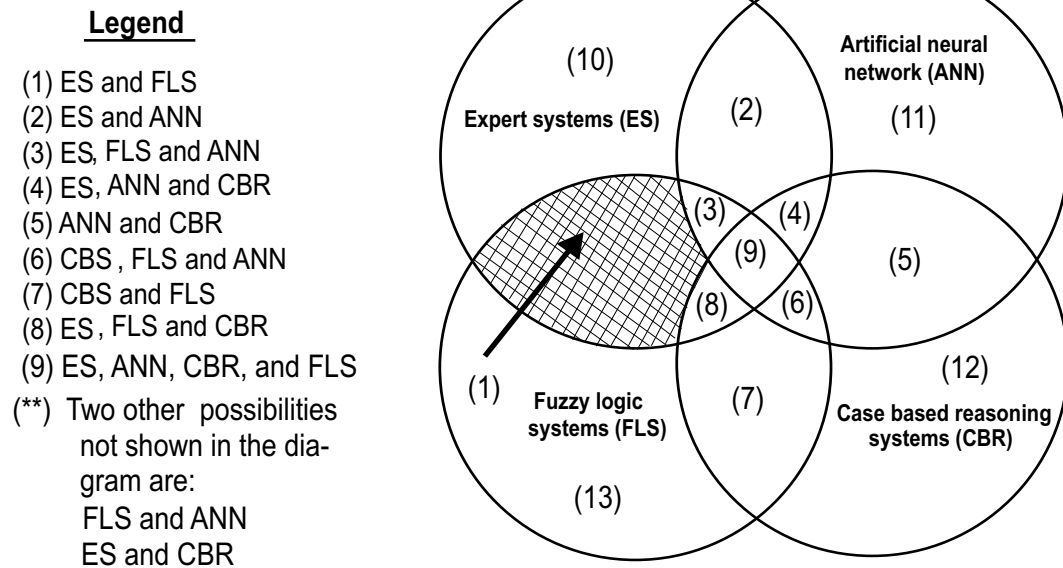 Legend
(1) ES and FLS
(2) ES and ANN
(3) ES, FLS and ANN
(4) ES, ANN and CBR
(5) ANN and CBR
(6) CBS , FLS and ANN
(7) CBS and FLS
(8) ES, FLS and CBR
(9) ES, ANN, CBR, and FLS
(**) Two other possibilities
not shown in the dia-
gram are:
FLS and ANN
ES and CBR
(10)
Expert systems (ES)
(2)
Artificial neural
network (ANN)
(11)
(3)
(4)
(9)
(5)
(8)
(6)
(1)
Fuzzy logic
systems (FLS)
(13)
(7)
(12)
Case based reasoning
systems (CBR)